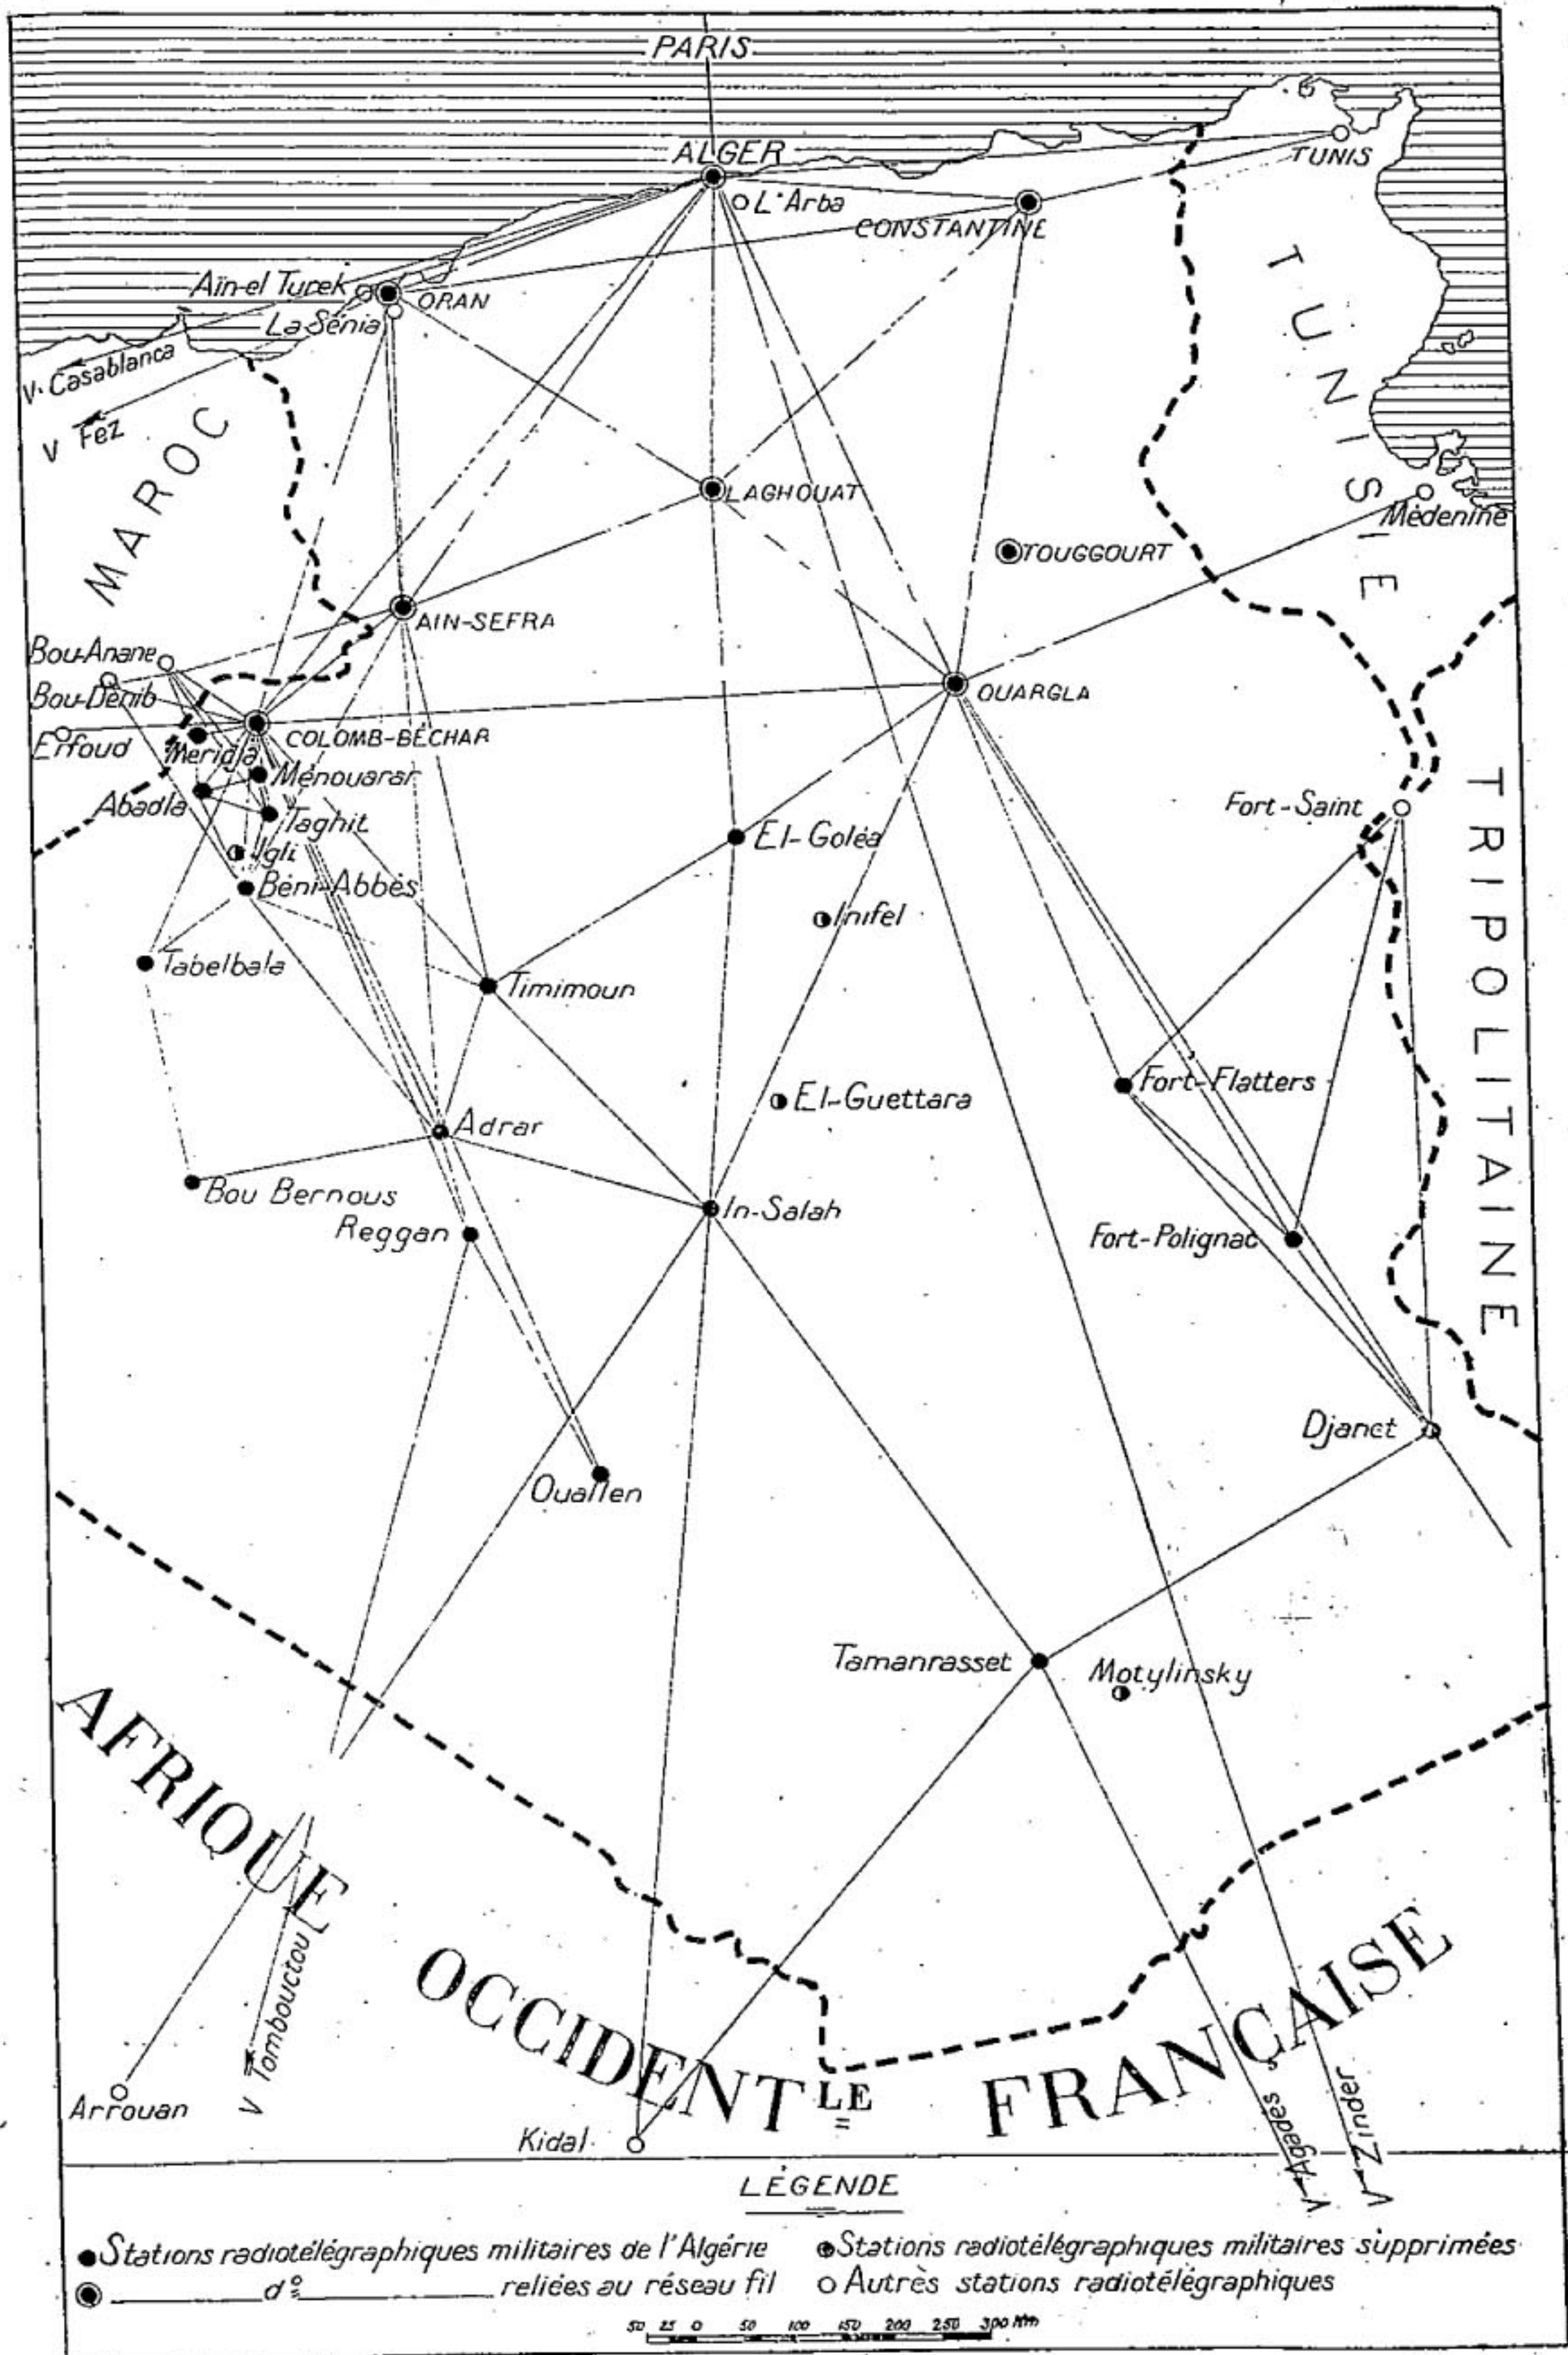 PARIS
ALGER
TUNIS
L'Arba
CONSTANTINE
Aïn-el Turek
ORAN
La Sénia
V. Casablanca
V Fez
MAROC
TUNISIE
LAGHOUAT
Médenine
TOUGGOURT
AIN-SEFRA
Bou-Anane
Bou-Dénib
OUARGLA
Erfoud
COLOMB-BÉCHAR
Meridja
Ménouarar
Abadla
Taghit
Fort-Saint
El-Goléa
Igli
Béni-Abbès
Inifel
Tabelbala
Timimoun
TRIPOLITAINE
Fort-Flatters
El-Guettara
Adrar
Bou Bernous
In-Salah
Reggan
Fort-Polignac
Djanet
Ouallen
Tamanrasset
Motylinsky
AFRIQUE
OCCIDENTLE
FRANÇAISE
V Tombouctou
Arrouan
Kidal
V Agadès
V Zinder
LÉGENDE
Stations radiotélégraphiques militaires de l'Algérie
Stations radiotélégraphiques militaires supprimées
d° reliées au réseau fil
Autres stations radiotélégraphiques
50 25 0 50 100 150 200 250 300 Km